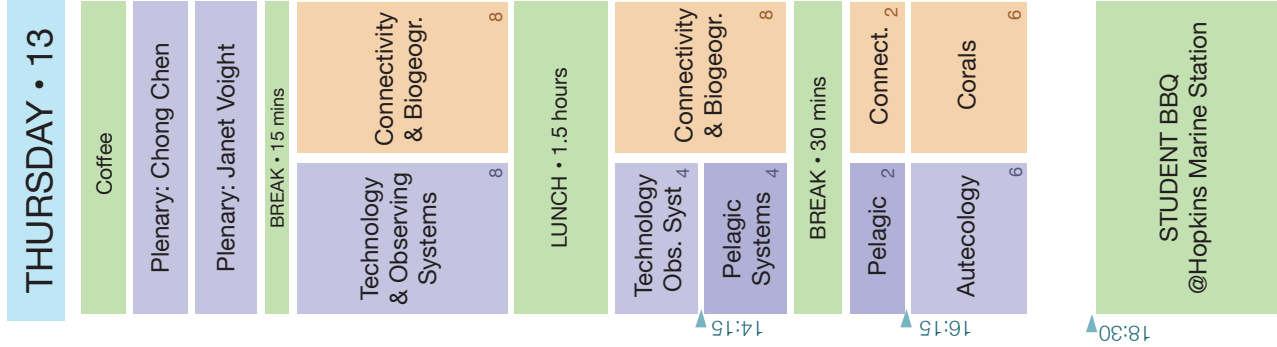 THURSDAY • 13
Coffee
Plenary: Chong Chen
Plenary: Janet Voight
BREAK • 15 mins
Technology
& Observing
Systems
8
Connectivity
& Biogeogr.
8
LUNCH • 1.5 hours
Technology
Obs. Syst
4
Connectivity
& Biogeogr.
8
14:15
Pelagic
Systems
4
BREAK • 30 mins
Pelagic
2
Connect.
2
16:15
Autecology
6
Corals
6
18:30
STUDENT BBQ
@Hopkins Marine Station